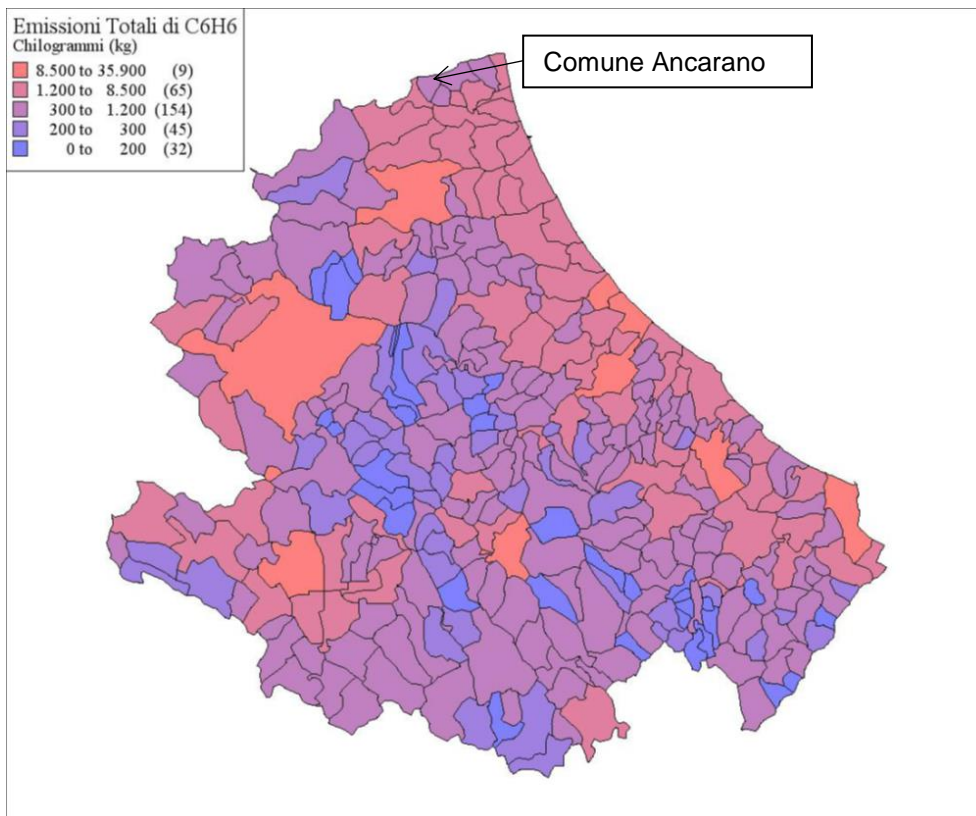 Emissioni Totali di C6H6
Chilogrammi (kg)
8.500 to 35.900 (9)
1.200 to 8.500 (65)
300 to 1.200 (154)
200 to 300 (45)
0 to 200 (32)
Comune Ancarano